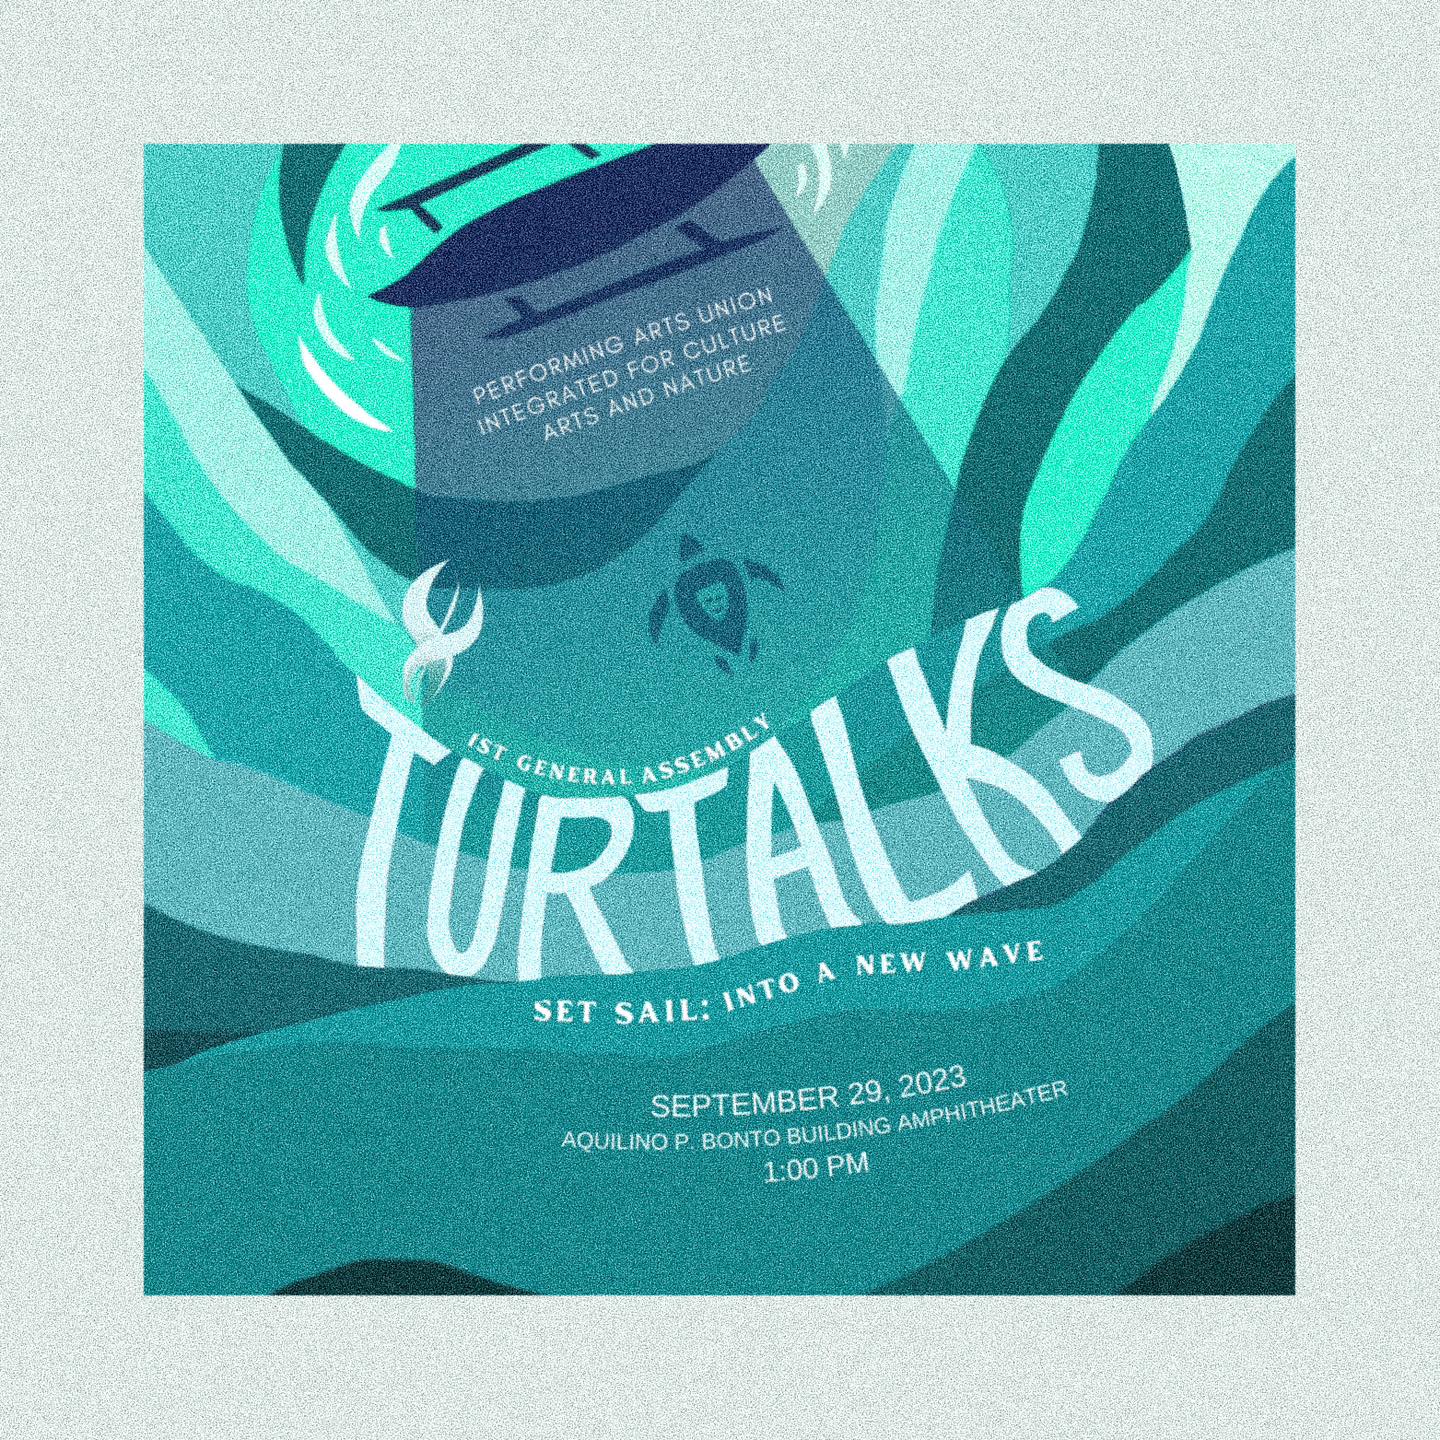 PERFORMING ARTS UNION
INTEGRATED FOR CULTURE
ARTS AND NATURE
1ST GENERAL ASSEMBLY
TURTALKS
SET SAIL: INTO A NEW WAVE
SEPTEMBER 29, 2023
AQUILINO P. BONTO BUILDING AMPHITHEATER
1:00 PM